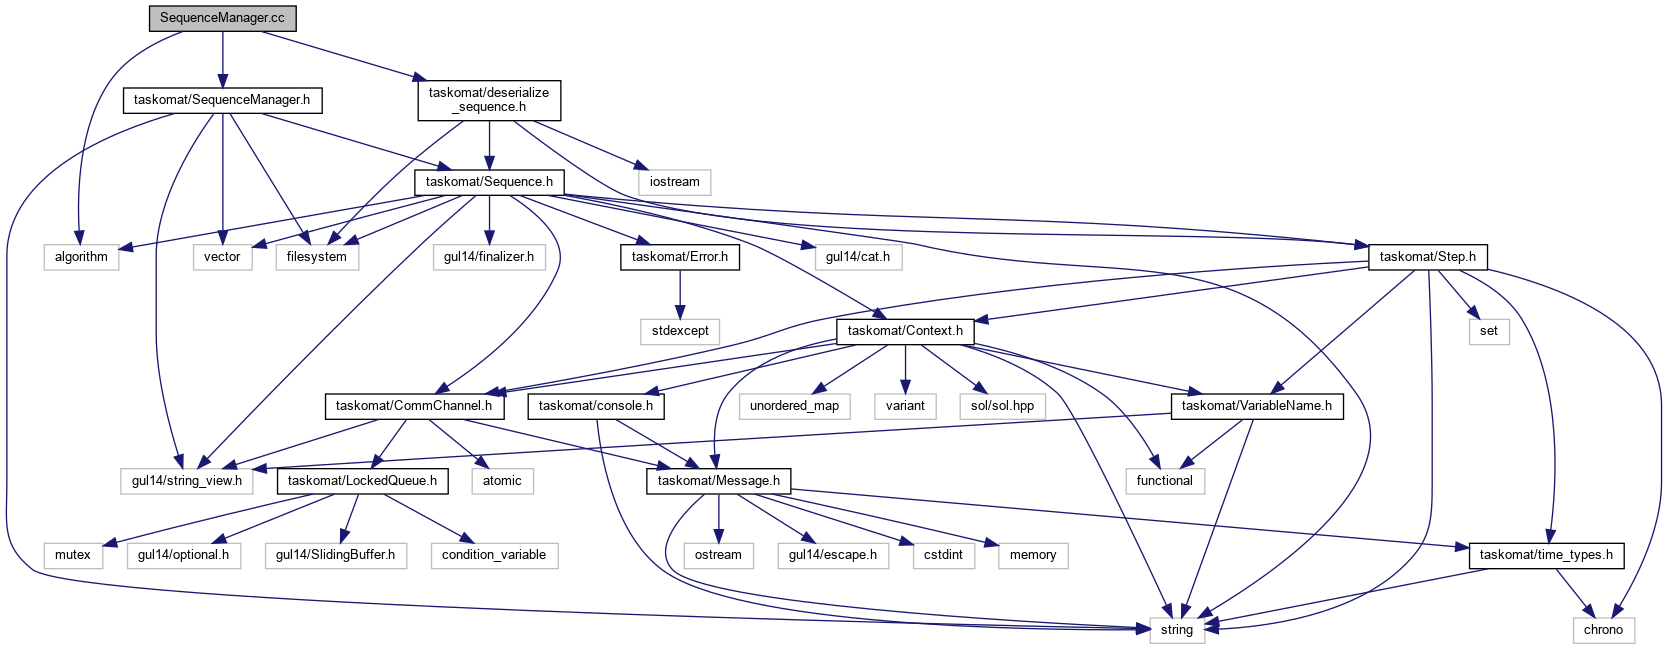 SequenceManager.cc
taskomat/SequenceManager.h
taskomat/deserialize
_sequence.h
taskomat/Sequence.h
iostream
algorithm
vector
filesystem
gul14/finalizer.h
taskomat/Error.h
gul14/cat.h
taskomat/Step.h
stdexcept
taskomat/Context.h
set
taskomat/CommChannel.h
taskomat/console.h
unordered_map
variant
sol/sol.hpp
taskomat/VariableName.h
gul14/string_view.h
taskomat/LockedQueue.h
atomic
taskomat/Message.h
functional
mutex
gul14/optional.h
gul14/SlidingBuffer.h
condition_variable
ostream
gul14/escape.h
cstdint
memory
taskomat/time_types.h
string
chrono